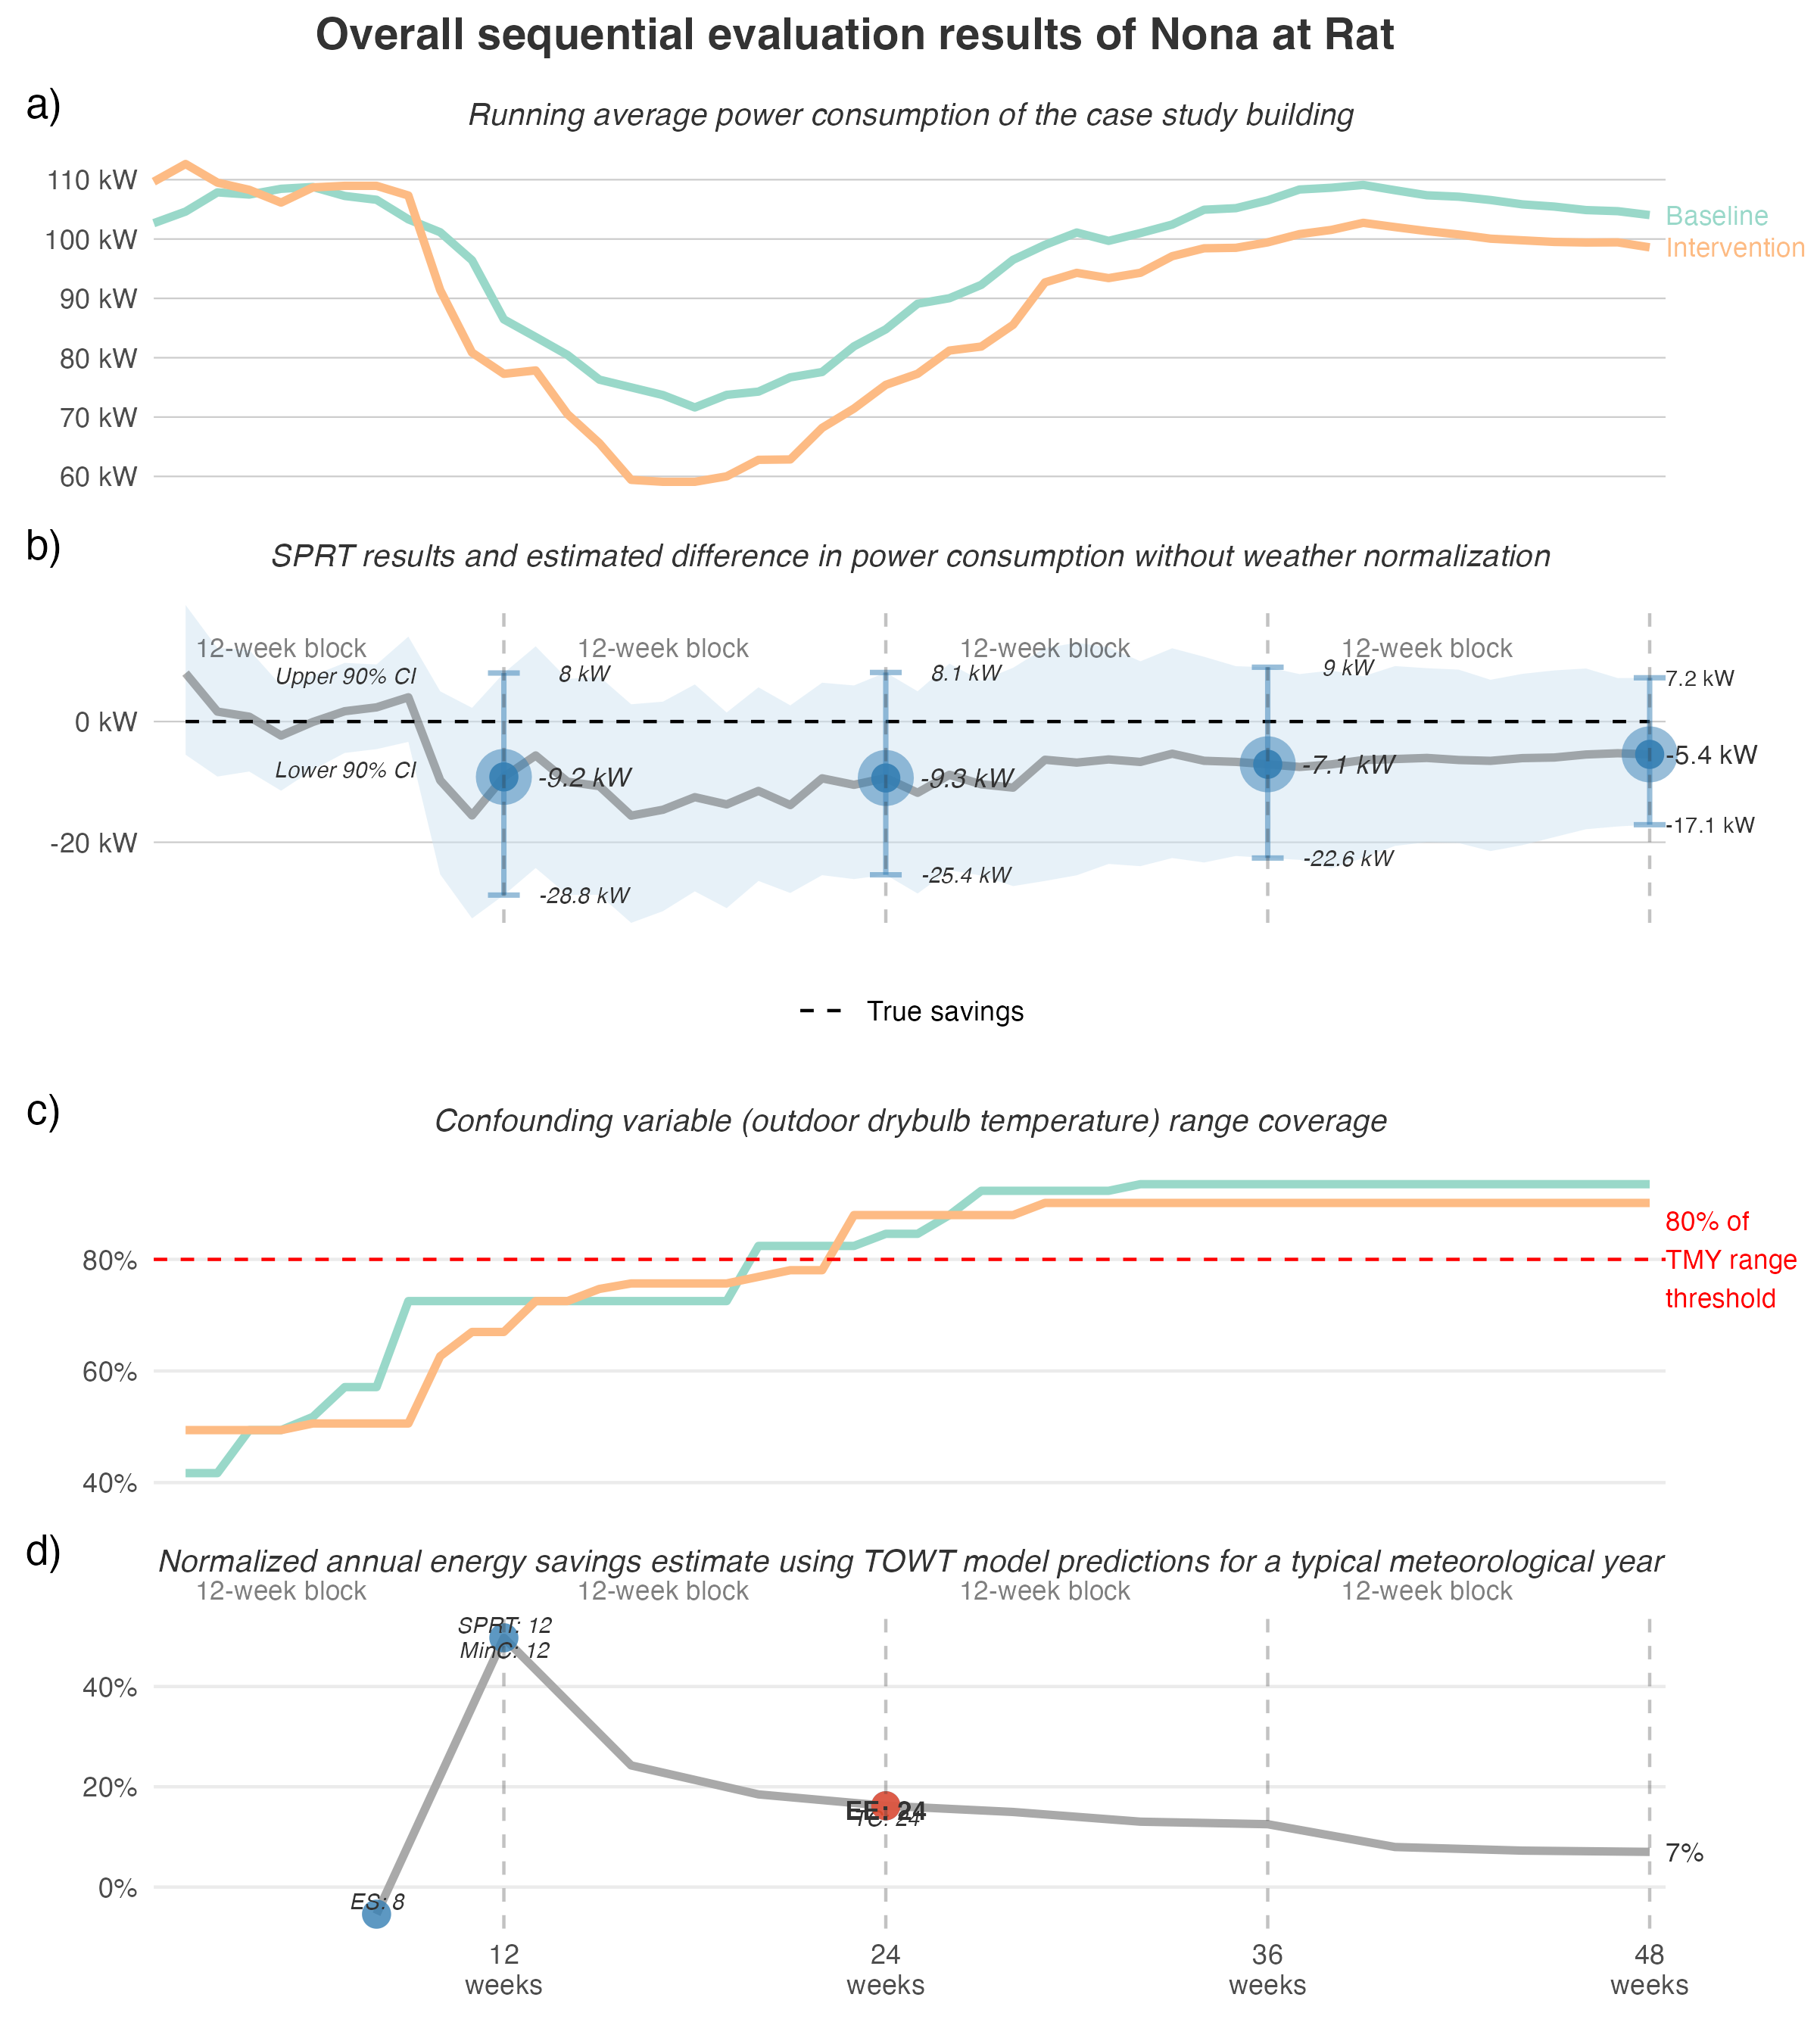 Overall sequential evaluation results of Nona at Rat
a)
Running average power consumption of the case study building
110 kW
100 kW
90 kW
80 kW
70 kW
60 kW
Baseline
Intervention
b)
SPRT results and estimated difference in power consumption without weather normalization
12-week block
12-week block
12-week block
12-week block
Upper 90% CI
8 kW
8.1 kW
9 kW
7.2 kW
0 kW
Lower 90% CI
-9.2 kW
-9.3 kW
-7.1 kW
-5.4 kW
-20 kW
-28.8 kW
-25.4 kW
-22.6 kW
-17.1 kW
True savings
c)
Confounding variable (outdoor drybulb temperature) range coverage
80%
60%
40%
80% of
TMY range
threshold
d)
Normalized annual energy savings estimate using TOWT model predictions for a typical meteorological year
12-week block
12-week block
12-week block
12-week block
SPRT: 12
MinC: 12
40%
20%
EE: 24
TC: 24
7%
0%
ES: 8
12
weeks
24
weeks
36
weeks
48
weeks